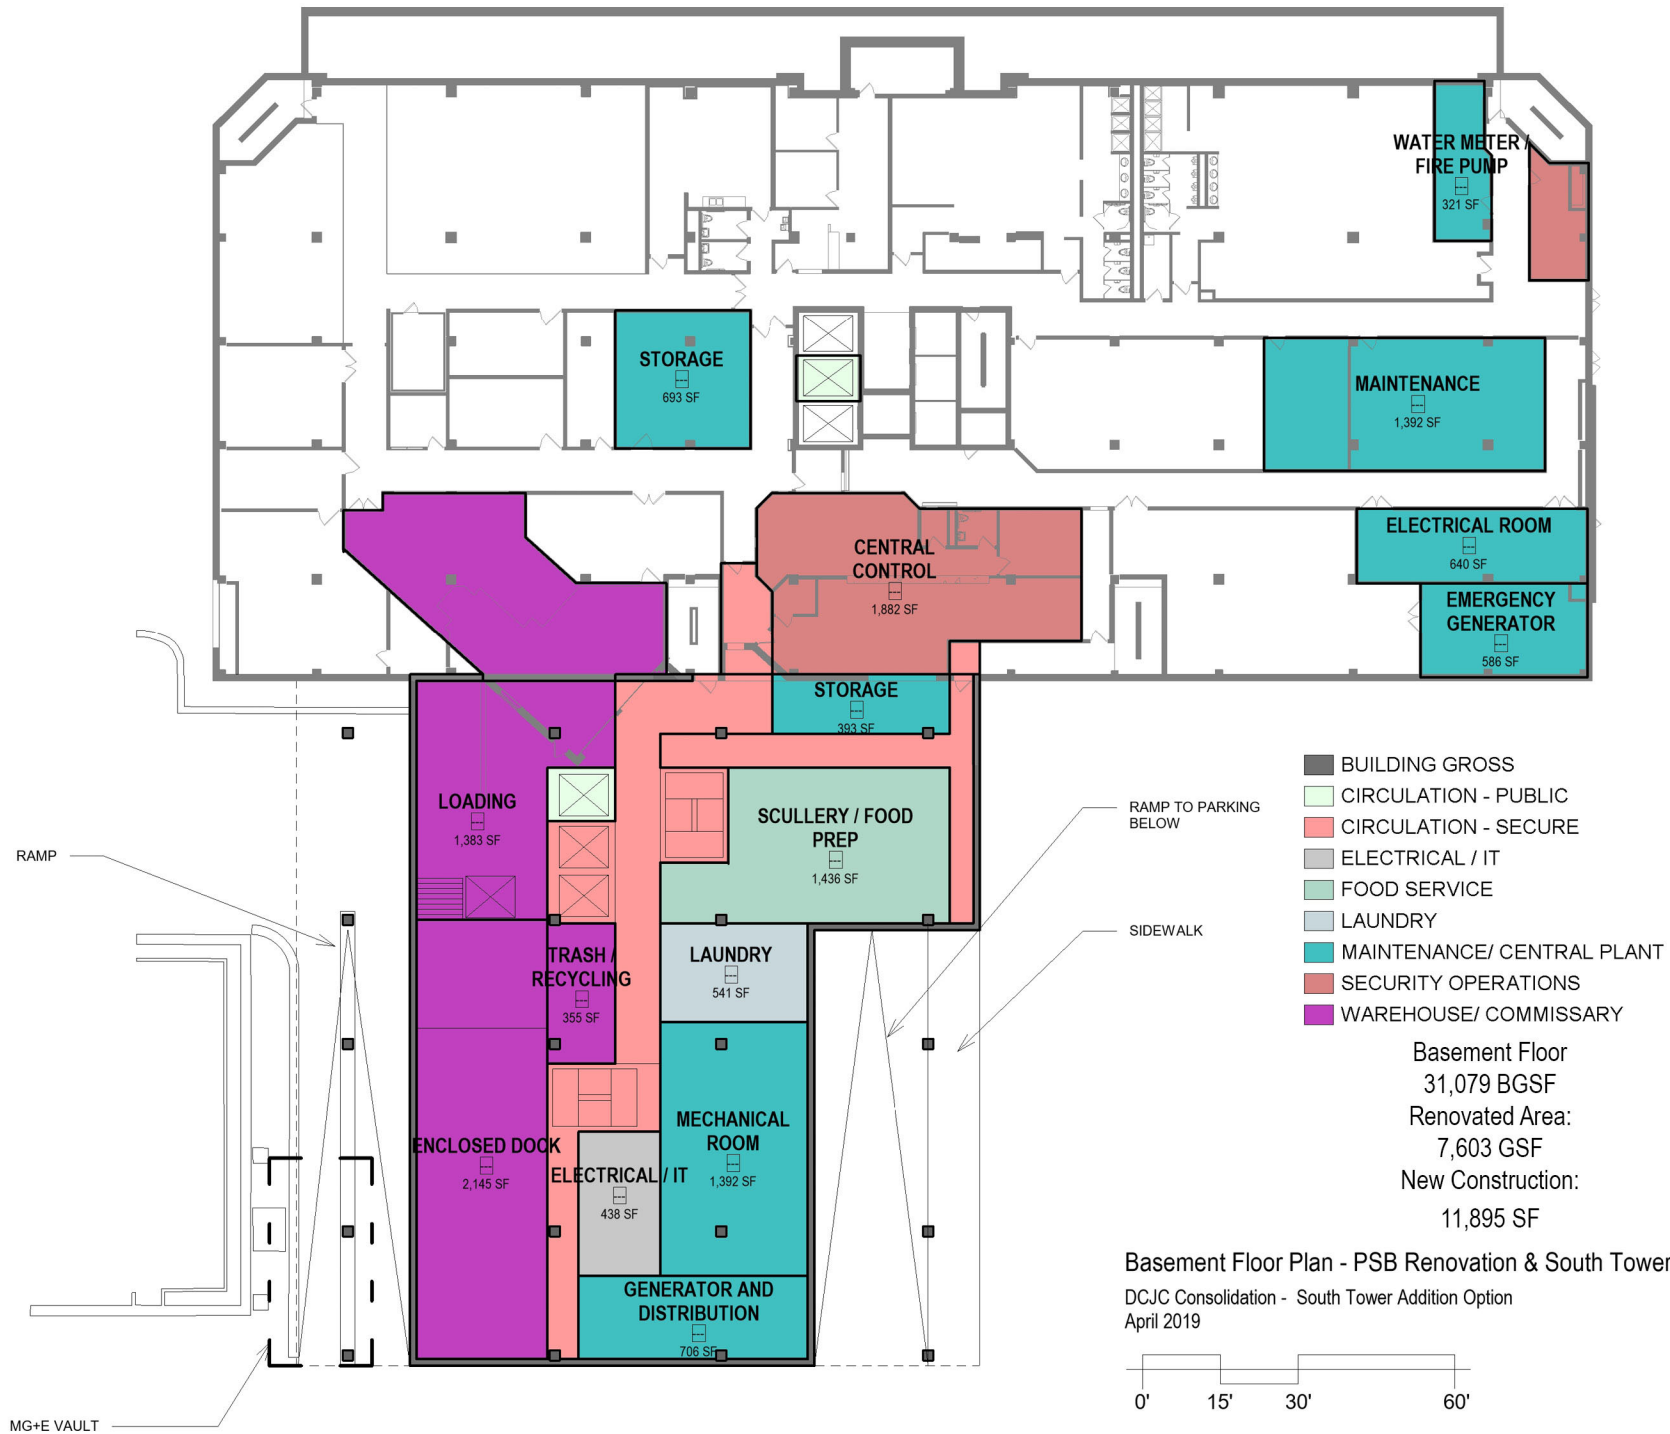 WATER METER /
FIRE PUMP
321 SF
STORAGE
693 SF
MAINTENANCE
1,392 SF
CENTRAL
CONTROL
1,882 SF
ELECTRICAL ROOM
640 SF
EMERGENCY
GENERATOR
586 SF
STORAGE
393 SF
LOADING
1,383 SF
SCULLERY / FOOD
PREP
1,436 SF
RAMP TO PARKING
BELOW
RAMP
SIDEWALK
TRASH /
RECYCLING
355 SF
LAUNDRY
541 SF
ENCLOSED DOCK
2,145 SF
MECHANICAL
ROOM
1,392 SF
ELECTRICAL / IT
438 SF
GENERATOR AND
DISTRIBUTION
706 SF
MG+E VAULT
BUILDING GROSS
CIRCULATION - PUBLIC
CIRCULATION - SECURE
ELECTRICAL / IT
FOOD SERVICE
LAUNDRY
MAINTENANCE/ CENTRAL PLANT
SECURITY OPERATIONS
WAREHOUSE/ COMMISSARY
Basement Floor
31,079 BGSF
Renovated Area:
7,603 GSF
New Construction:
11,895 SF
Basement Floor Plan - PSB Renovation & South Tower
DCJC Consolidation - South Tower Addition Option
April 2019
0' 15' 30' 60'